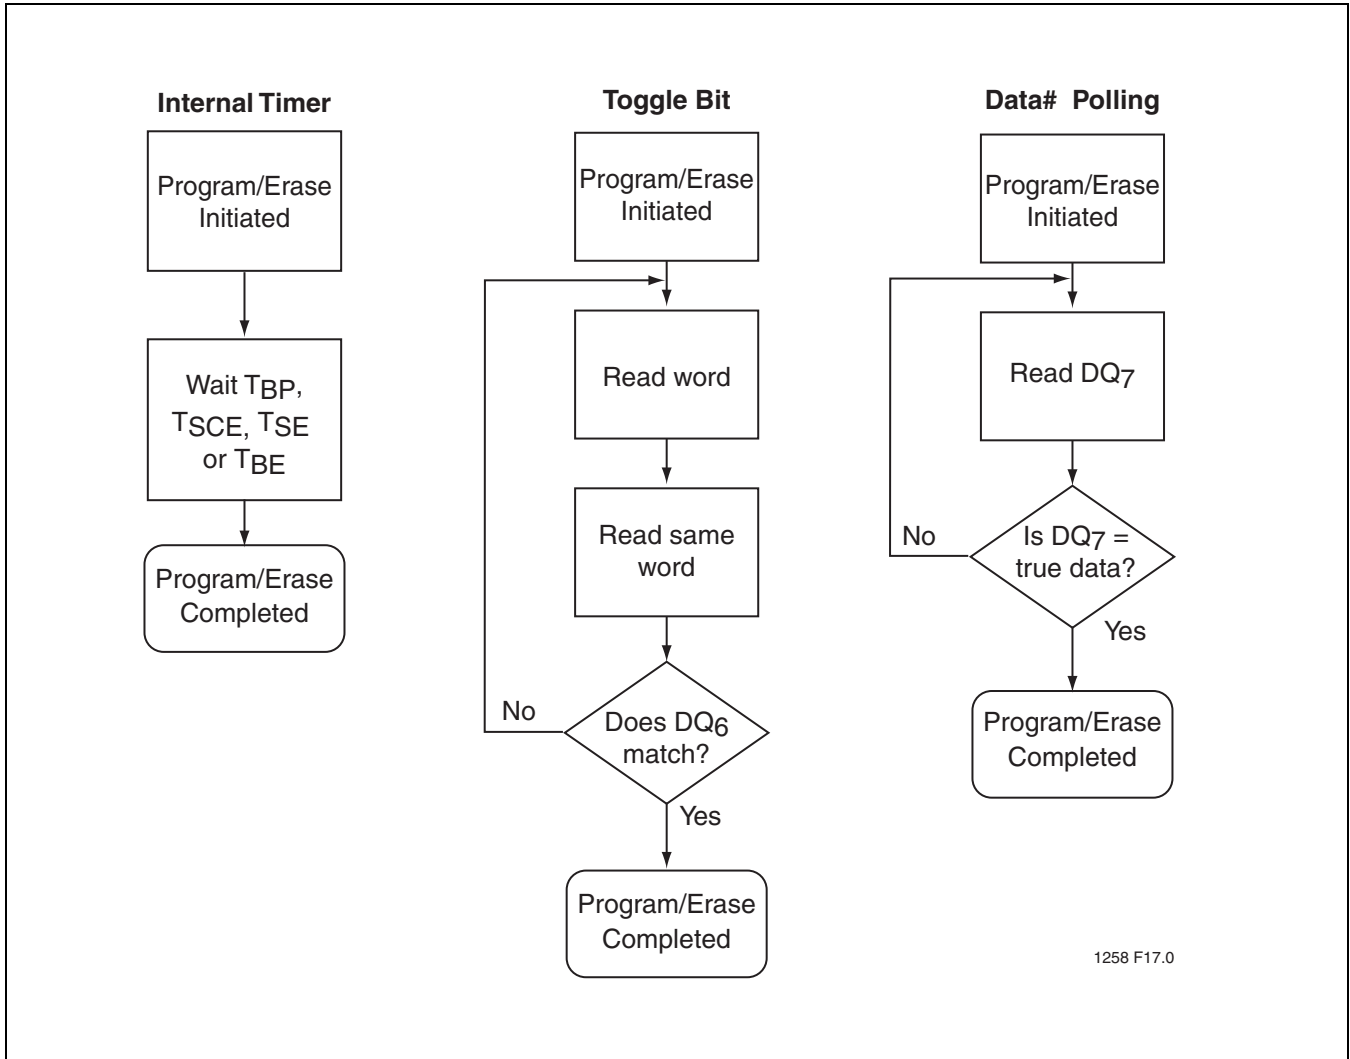 Internal Timer
Program/Erase
Initiated
Wait TBP,
TSCE, TSE
or TBE
Program/Erase
Completed
Toggle Bit
Program/Erase
Initiated
Read word
Read same
word
Does DQ6
match?
No
Yes
Program/Erase
Completed
Data# Polling
Program/Erase
Initiated
Read DQ7
Is DQ7 =
true data?
No
Yes
Program/Erase
Completed
1258 F17.0